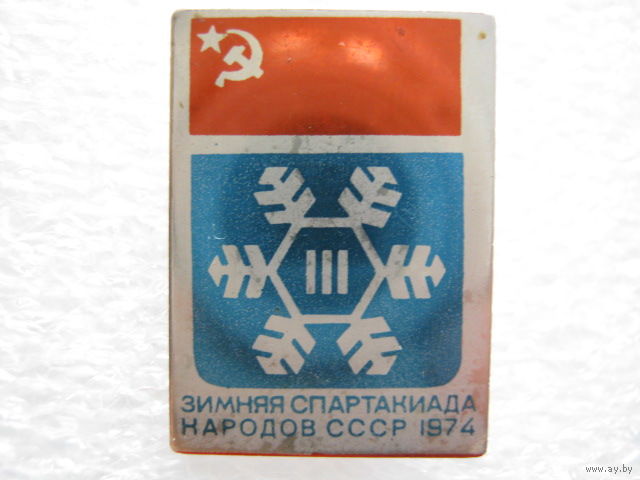 III
ЗИМНЯЯ СПАРТАКИАДА
НАРОДОВ СССР 1974
www.ay.by